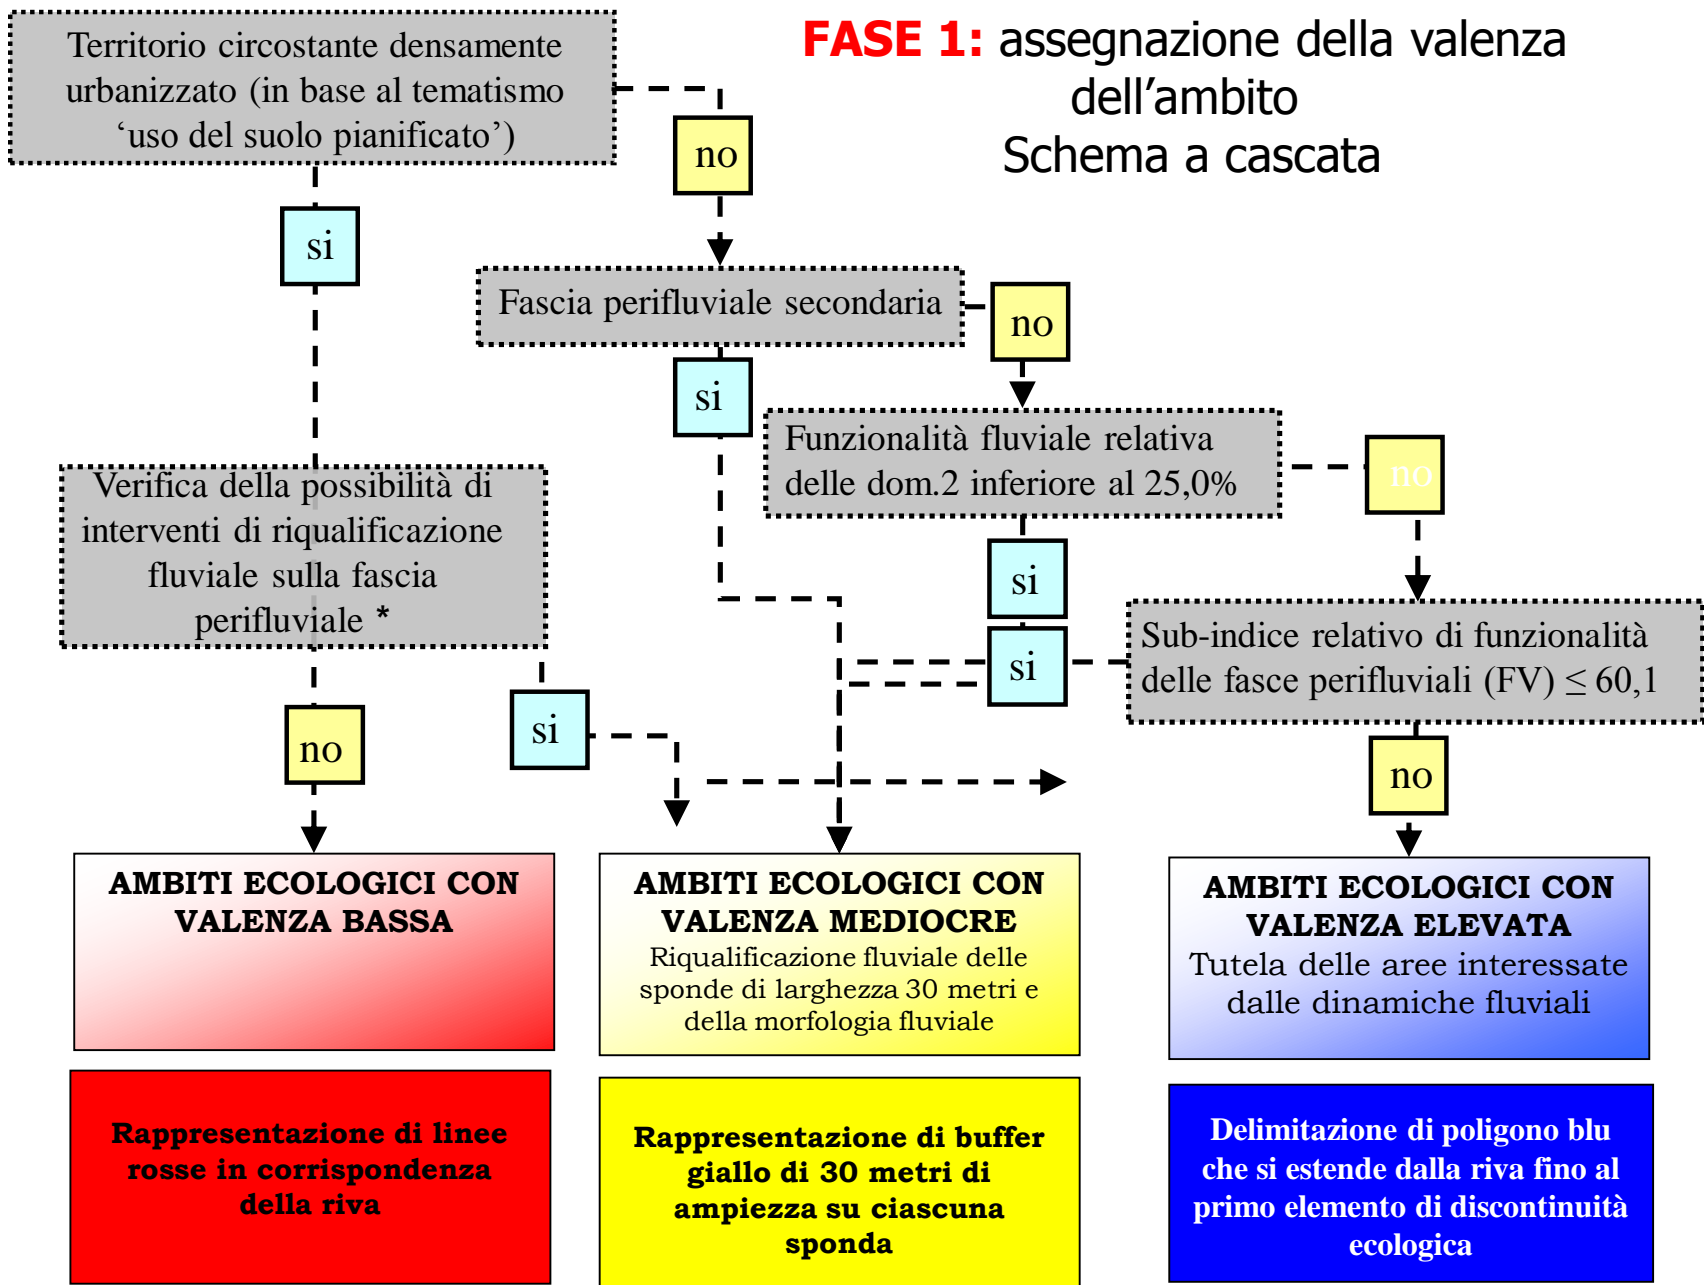 FASE 1: assegnazione della valenza
dell’ambito
Schema a cascata
Territorio circostante densamente
urbanizzato (in base al tematismo
‘uso del suolo pianificato’)
no
si
Fascia perifluviale secondaria
no
si
Funzionalità fluviale relativa
delle dom.2 inferiore al 25,0%
no
si
Verifica della possibilità di
interventi di riqualificazione
fluviale sulla fascia
perifluviale *
Sub-indice relativo di funzionalità
delle fasce perifluviali (FV) ≤ 60,1
si
no
si
no
AMBITI ECOLOGICI CON
VALENZA BASSA
AMBITI ECOLOGICI CON
VALENZA MEDIOCRE
Riqualificazione fluviale delle
sponde di larghezza 30 metri e
della morfologia fluviale
AMBITI ECOLOGICI CON
VALENZA ELEVATA
Tutela delle aree interessate
dalle dinamiche fluviali
Rappresentazione di linee
rosse in corrispondenza
della riva
Rappresentazione di buffer
giallo di 30 metri di
ampiezza su ciascuna
sponda
Delimitazione di poligono blu
che si estende dalla riva fino al
primo elemento di discontinuità
ecologica